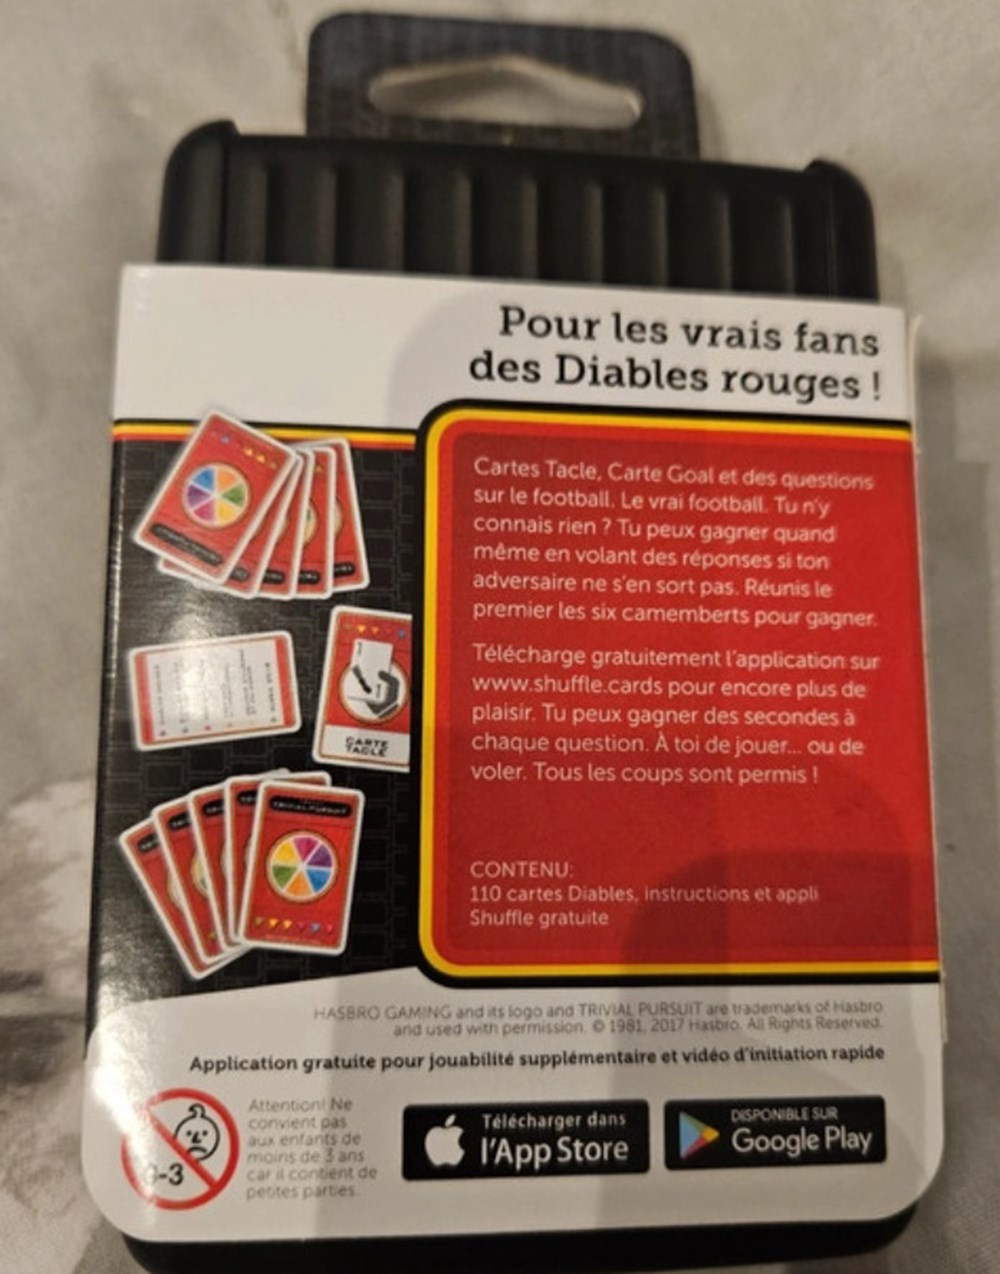 Pour les vrais fans
des Diables rouges !
Cartes Tacle, Carte Goal et des questions
sur le football. Le vrai football. Tu n'y
connais rien ? Tu peux gagner quand
même en volant des réponses si ton
adversaire ne s'en sort pas. Réunis le
premier les six camemberts pour gagner.
Télécharge gratuitement l'application sur
www.shuffle.cards pour encore plus de
plaisir. Tu peux gagner des secondes à
chaque question. À toi de jouer... ou de
voler. Tous les coups sont permis !
CARTE
TACLE
TRIVIAL PURSUIT
CONTENU:
110 cartes Diables, instructions et appli
Shuffle gratuite
HASBRO GAMING and its logo and TRIVIAL PURSUIT are trademarks of Hasbro
and used with permission. © 1981, 2017 Hasbro. All Rights Reserved.
Application gratuite pour jouabilité supplémentaire et vidéo d'initiation rapide
0-3
Attention! Ne
convient pas
aux enfants de
moins de 3 ans
car il contient de
petites parties.
Télécharger dans
l'App Store
DISPONIBLE SUR
Google Play